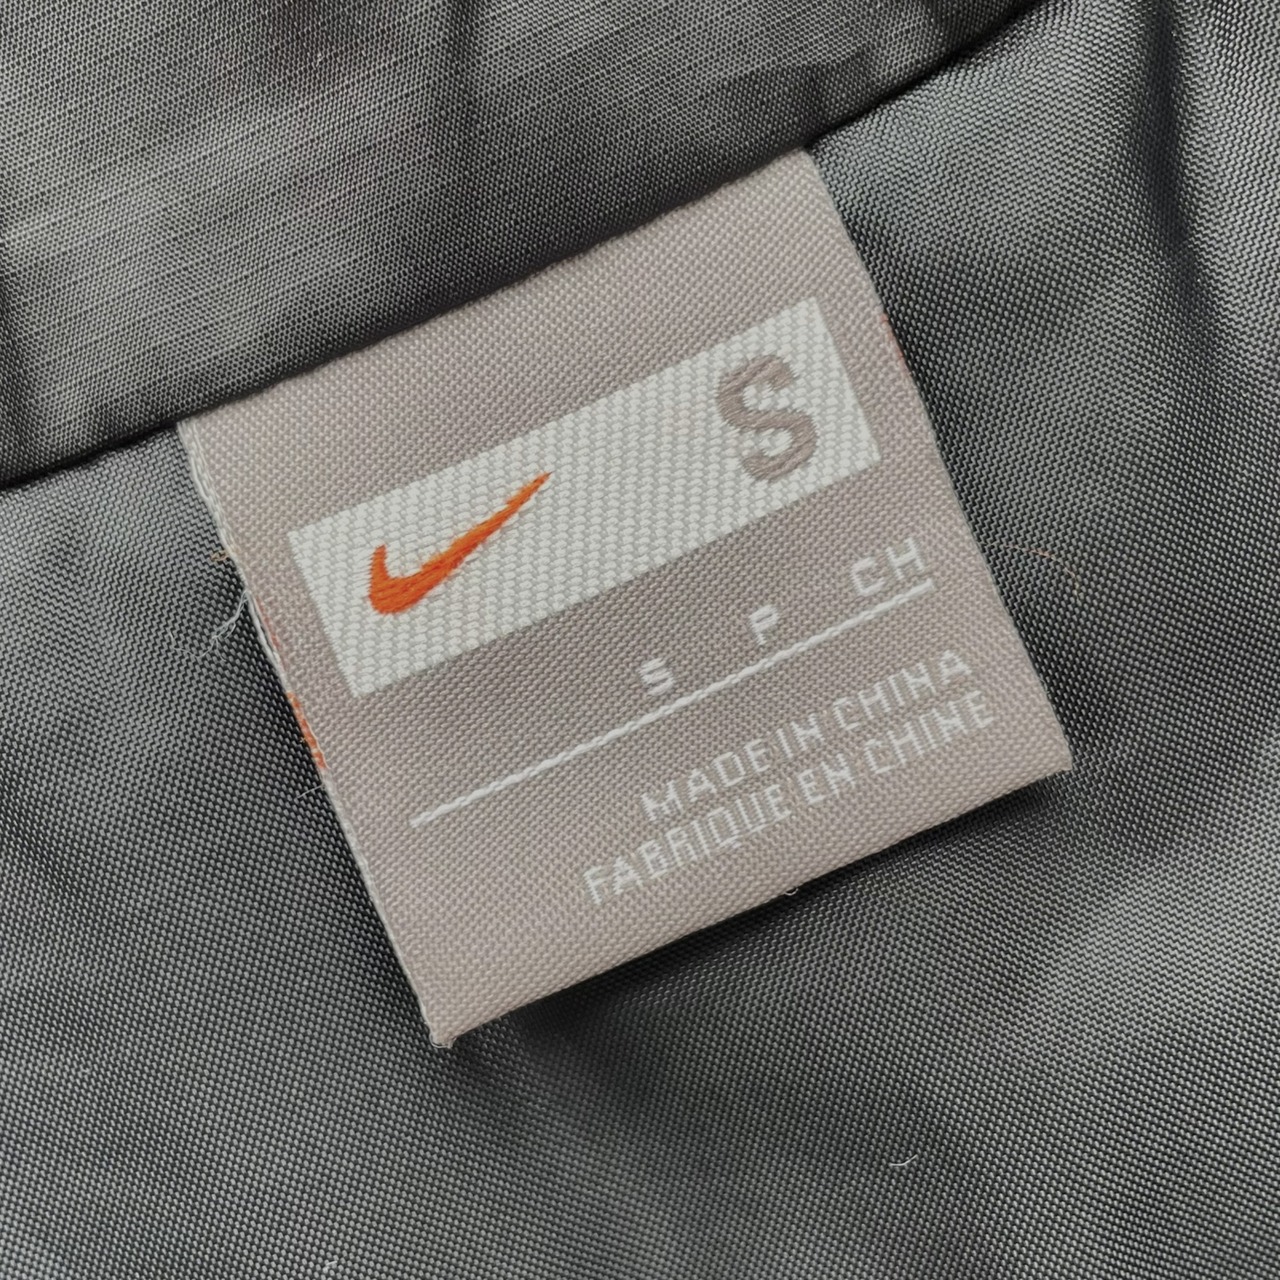 S
S P CH
MADE IN CHINA
FABRIQUE EN CHINE